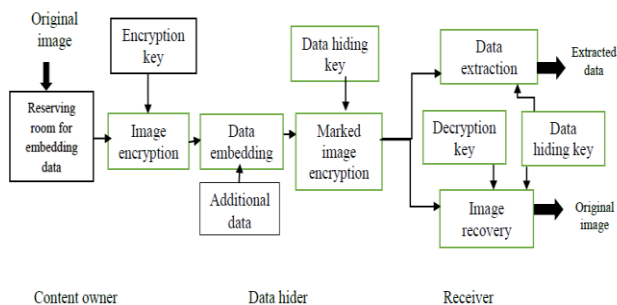 Original
image
Encryption
key
Data hiding
key
Data
extraction
Extracted
data
Reserving
room for
embedding
data
Image
encryption
Data
embedding
Marked
image
encryption
Decryption
key
Data
hiding key
Additional
data
Image
recovery
Original
image
Content owner
Data hider
Receiver